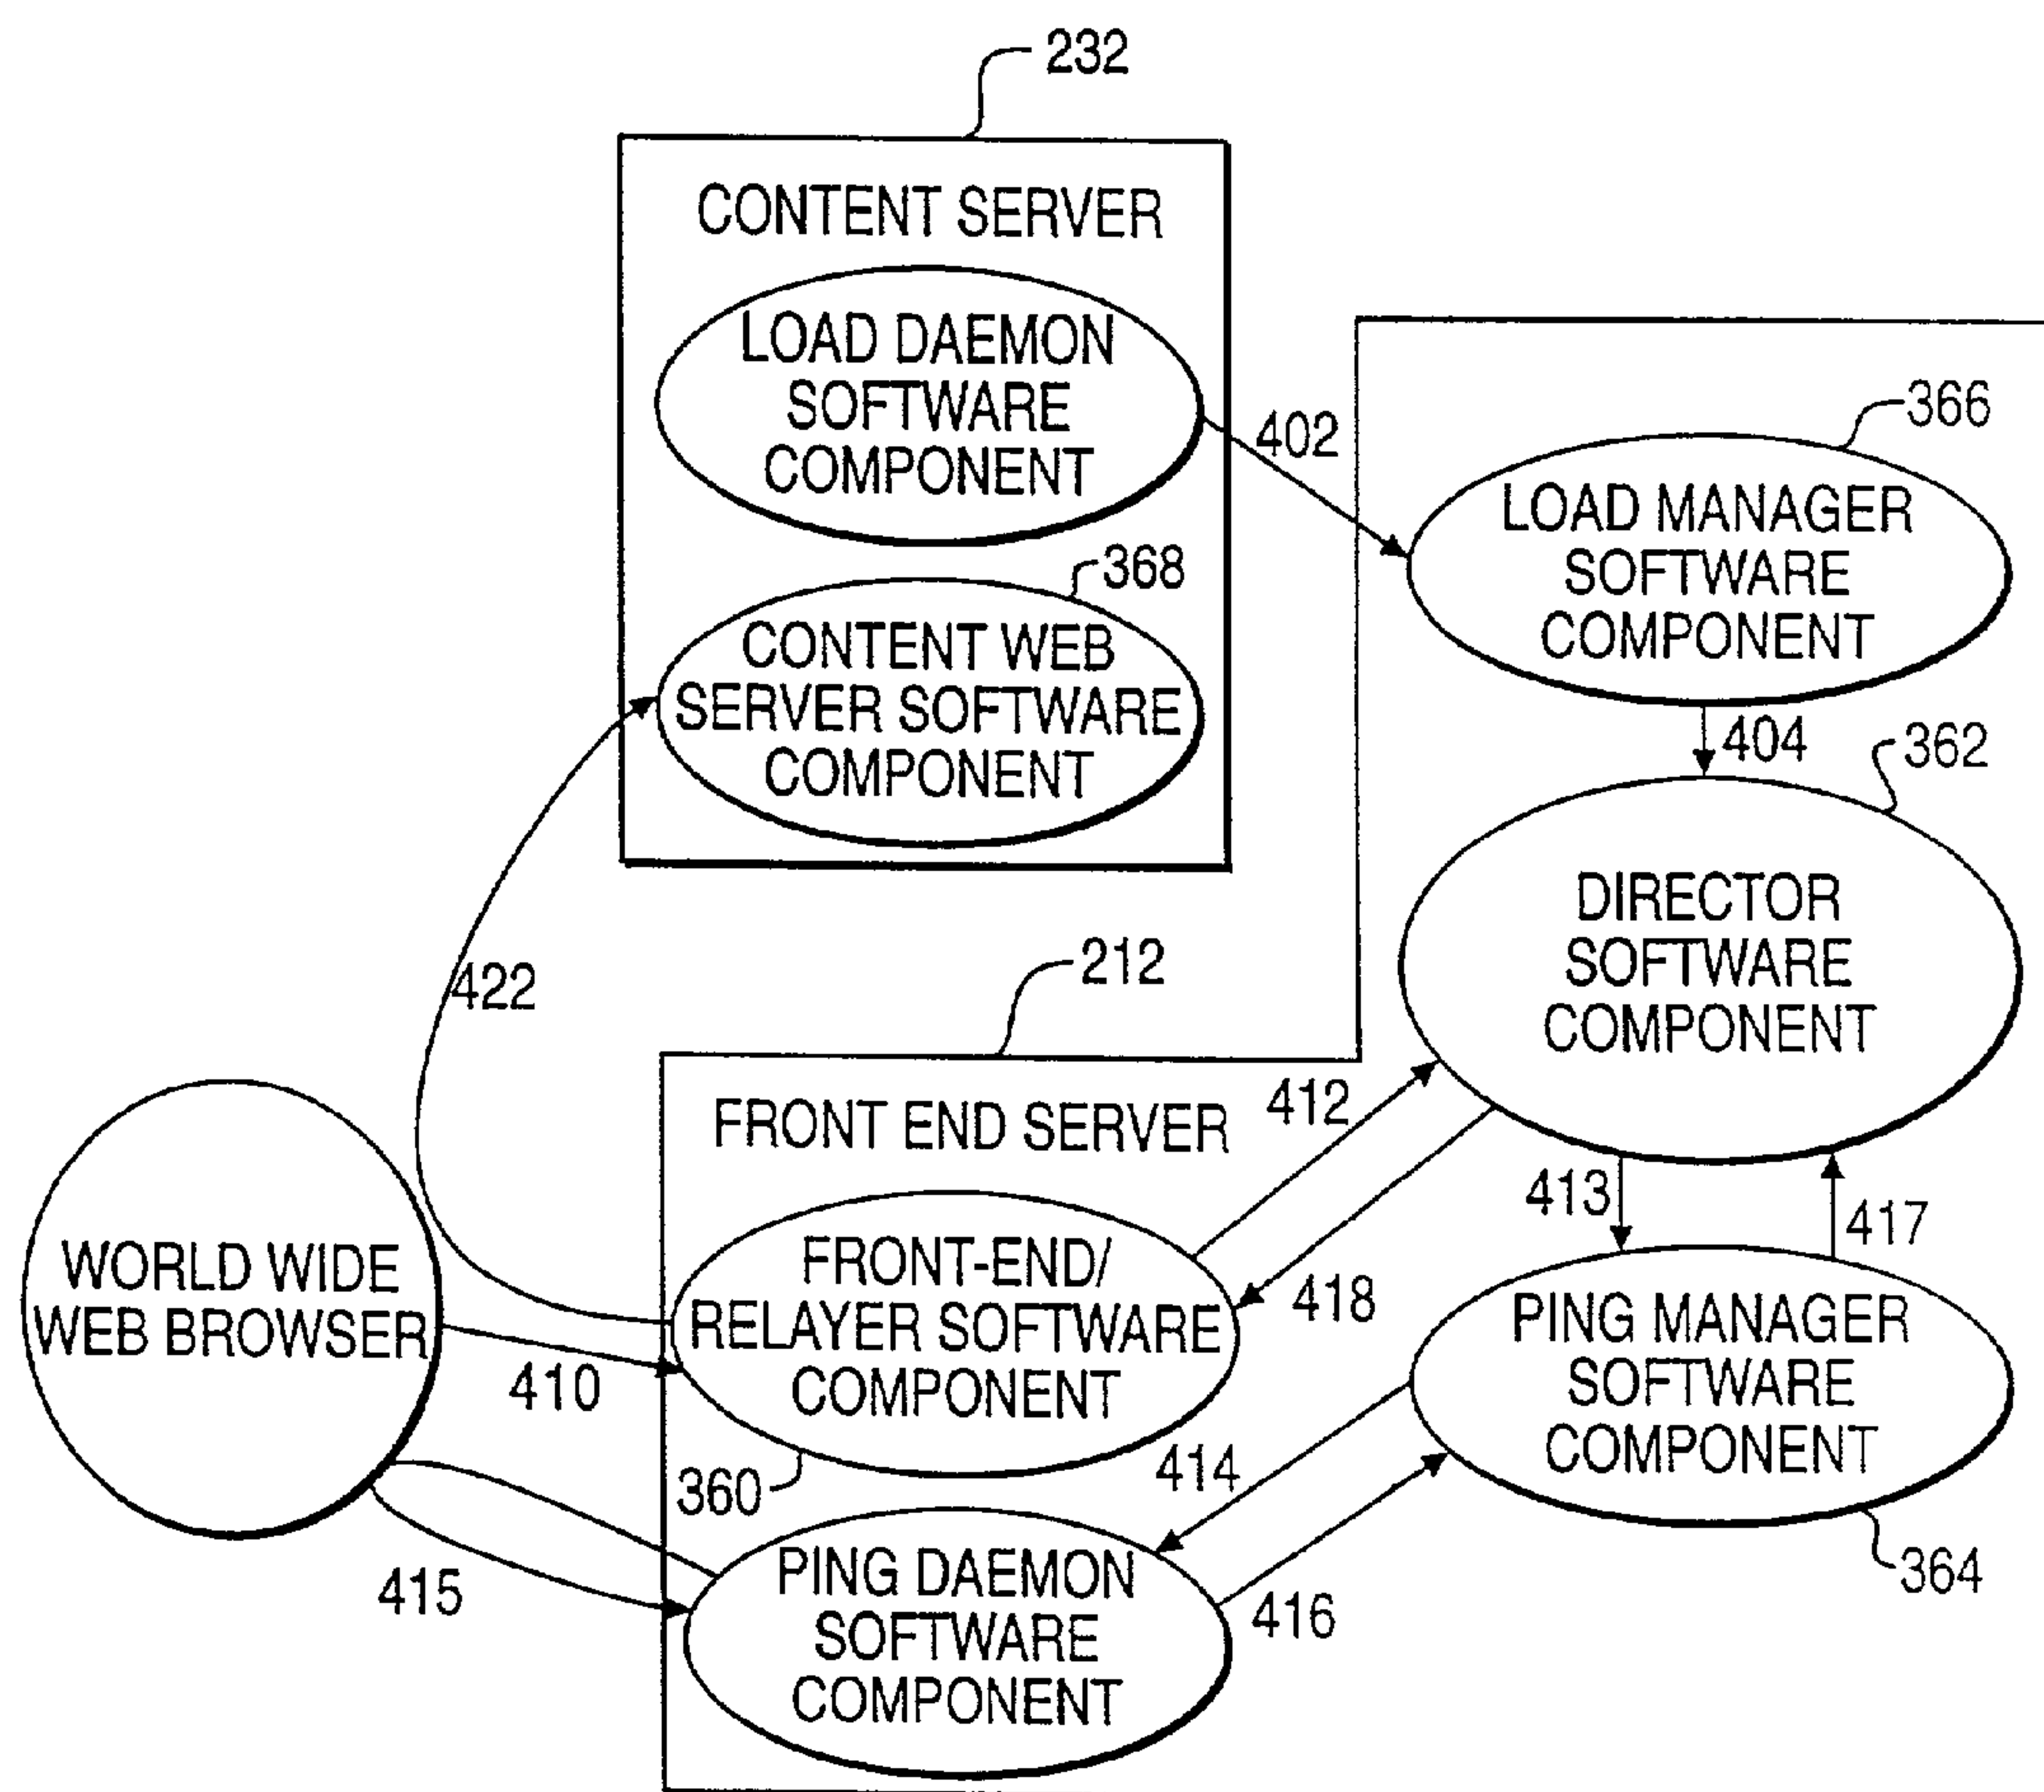 232
CONTENT SERVER
LOAD DAEMON
SOFTWARE
COMPONENT
402
366
LOAD MANAGER
SOFTWARE
COMPONENT
368
CONTENT WEB
SERVER SOFTWARE
COMPONENT
404
362
DIRECTOR
SOFTWARE
COMPONENT
422
212
FRONT END SERVER
412
413
417
WORLD WIDE
WEB BROWSER
410
FRONT-END/
RELAYER SOFTWARE
COMPONENT
418
PING MANAGER
SOFTWARE
COMPONENT
360
414
364
415
PING DAEMON
SOFTWARE
COMPONENT
416